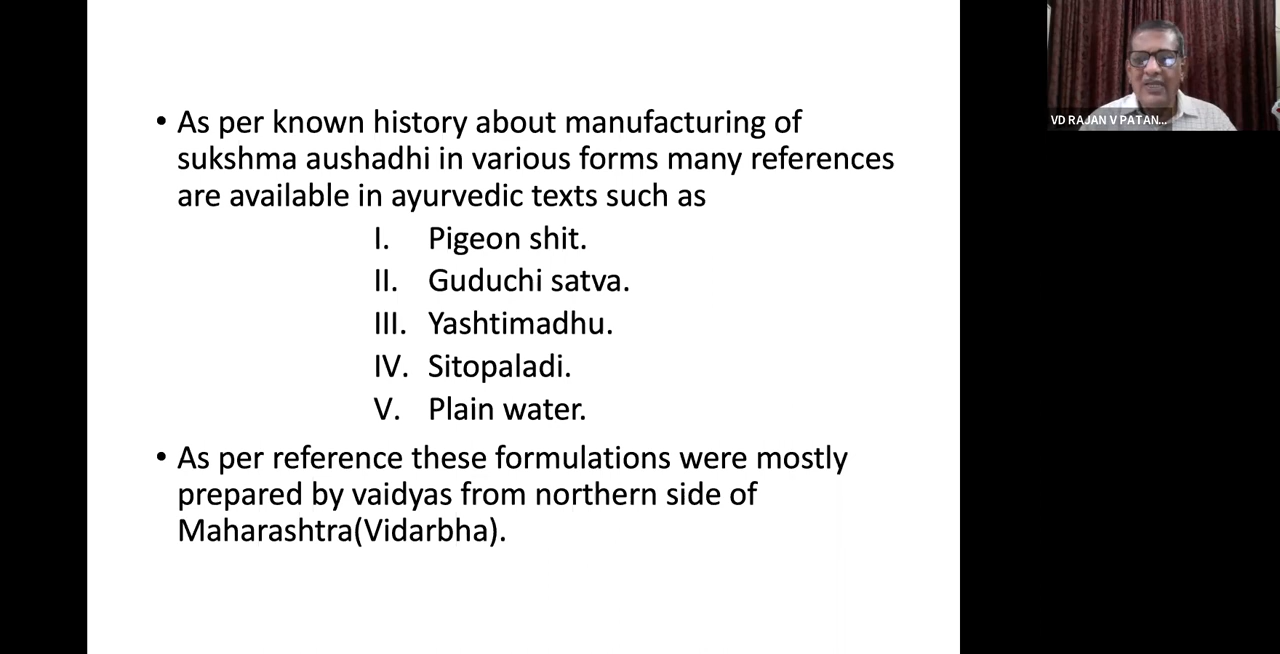 • As per known history about manufacturing of
sukshma aushadhi in various forms many references
are available in ayurvedic texts such as
I. Pigeon shit.
II. Guduchi satva.
III. Yashtimadhu.
IV. Sitopaladi.
V. Plain water.
• As per reference these formulations were mostly
prepared by vaidyas from northern side of
Maharashtra(Vidarbha).
VD RAJAN V PATAN...